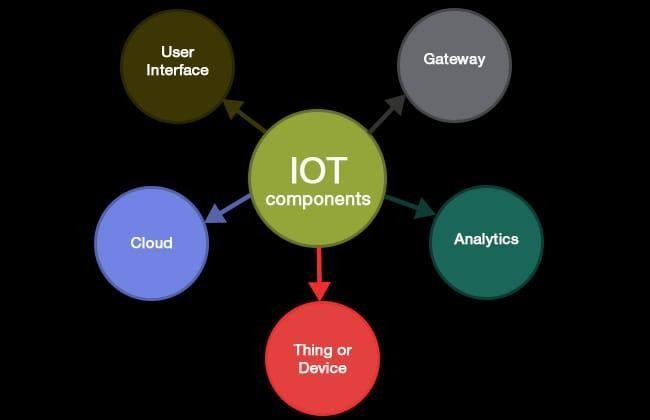 User
Interface
Gateway
IOT
components
Cloud
Analytics
Thing or
Device